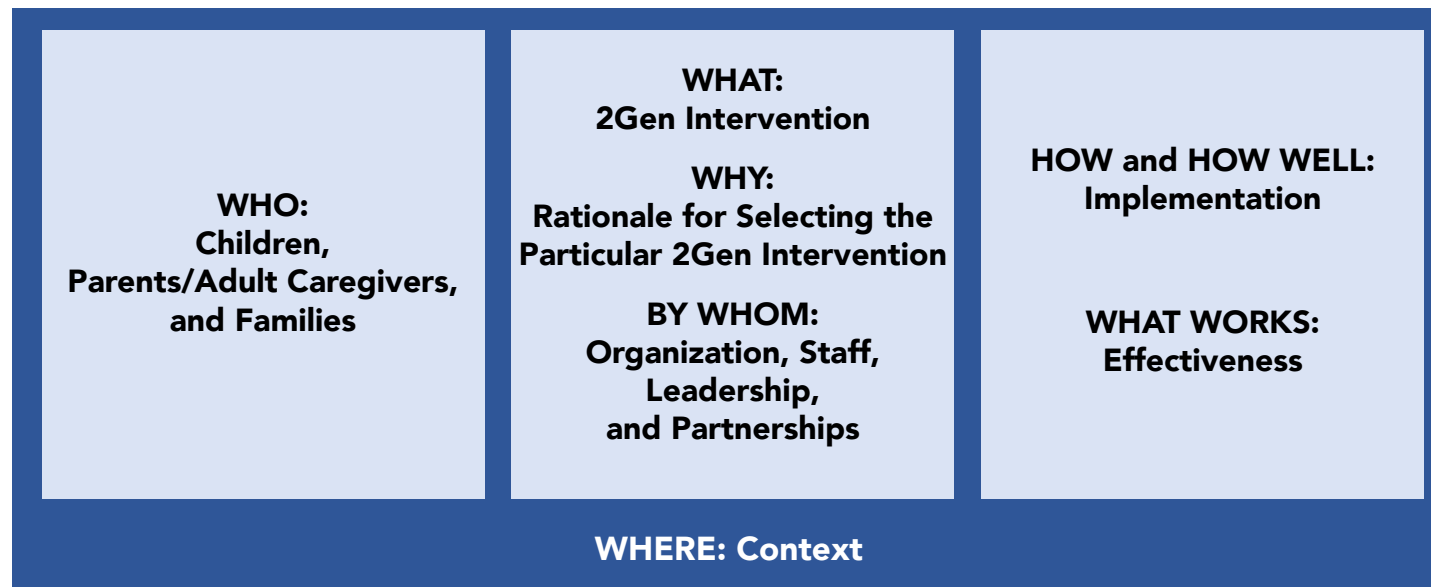 WHO:
Children,
Parents/Adult Caregivers,
and Families
WHAT:
2Gen Intervention
WHY:
Rationale for Selecting the
Particular 2Gen Intervention
BY WHOM:
Organization, Staff,
Leadership,
and Partnerships
HOW and HOW WELL:
Implementation
WHAT WORKS:
Effectiveness
WHERE: Context